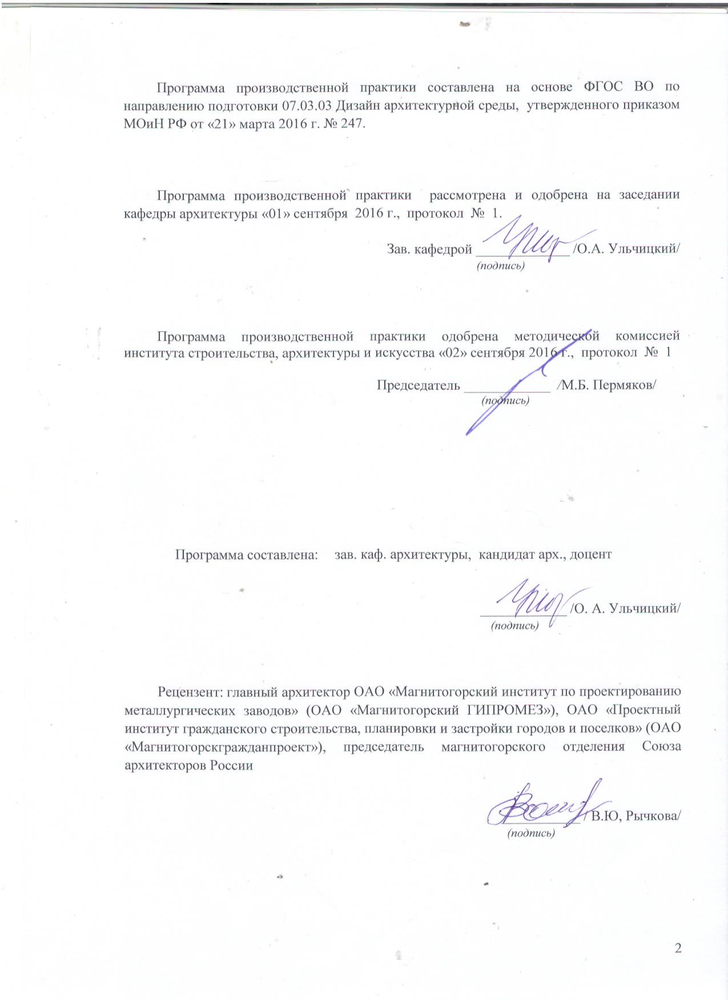 Программа производственной практики составлена на основе ФГОС ВО по
направлению подготовки 07.03.03 Дизайн архитектурной среды, утвержденного приказом
МОиН РФ от «21» марта 2016 г. № 247.
Программа производственной практики рассмотрена и одобрена на заседании
кафедры архитектуры «01» сентября 2016 г., протокол № 1.
Зав. кафедрой _____________ /О.А. Ульчицкий/
(подпись)
Программа производственной практики одобрена методической комиссией
института строительства, архитектуры и искусства «02» сентября 2016 г., протокол № 1
Председатель ____________ /М.Б. Пермяков/
(подпись)
Программа составлена: зав. каф. архитектуры, кандидат арх., доцент
____________ /О. А. Ульчицкий/
(подпись)
Рецензент: главный архитектор ОАО «Магнитогорский институт по проектированию
металлургических заводов» (ОАО «Магнитогорский ГИПРОМЕЗ»), ОАО «Проектный
институт гражданского строительства, планировки и застройки городов и поселков» (ОАО
«Магнитогорскгражданпроект»), председатель магнитогорского отделения Союза
архитекторов России
___________ / В.Ю, Рычкова/
(подпись)
2